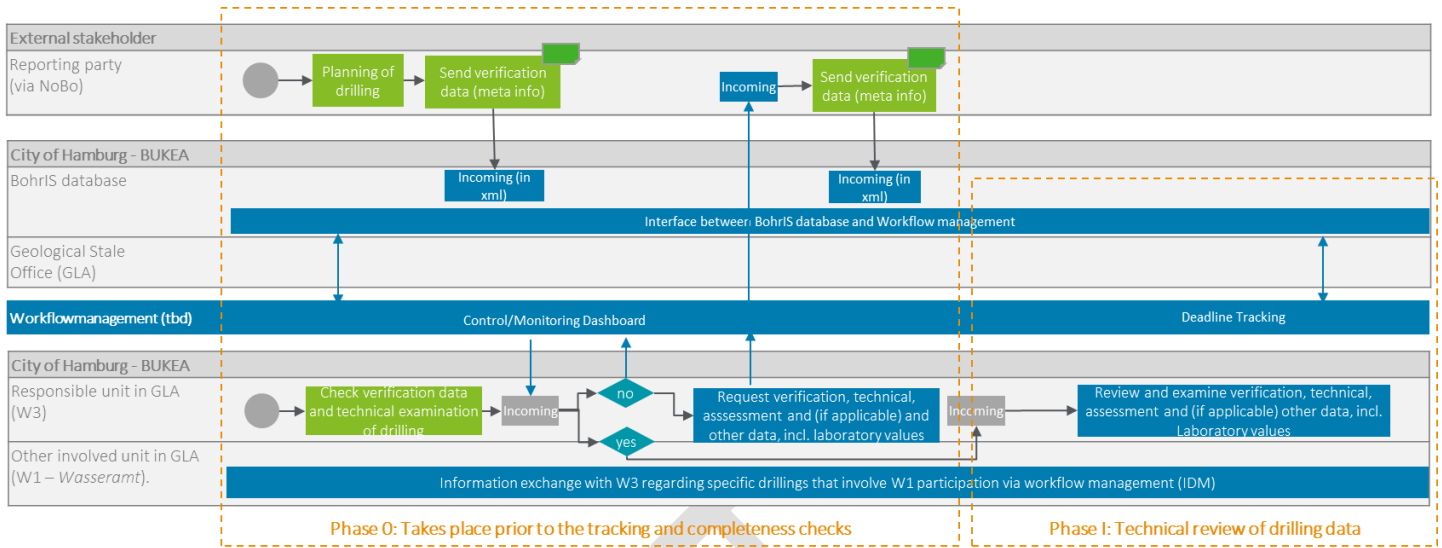 External stakeholder
Reporting party
(via NoBo)
Planning of
drilling
Send verification
data (meta info)
Incoming
Send verification
data (meta info)
City of Hamburg - BUKEA
BohrIS database
Incoming (in
xml)
Incoming (in
xml)
Interface between BohrIS database and Workflow management
Geological Stale
Office (GLA)
Workflowmanagement (tbd)
Control/Monitoring Dashboard
Deadline Tracking
City of Hamburg - BUKEA
Responsible unit in GLA
(W3)
Check verification data
and technical examination
of drilling
Incoming
no
yes
Request verification, technical,
asssessment and (if applicable) and
other data, incl. laboratory values
Incoming
Review and examine verification, technical,
assessment and (if applicable) other data, incl.
Laboratory values
Other involved unit in GLA
(W1 – Wasseramt).
Information exchange with W3 regarding specific drillings that involve W1 participation via workflow management (IDM)
Phase 0: Takes place prior to the tracking and completeness checks
Phase I: Technical review of drilling data